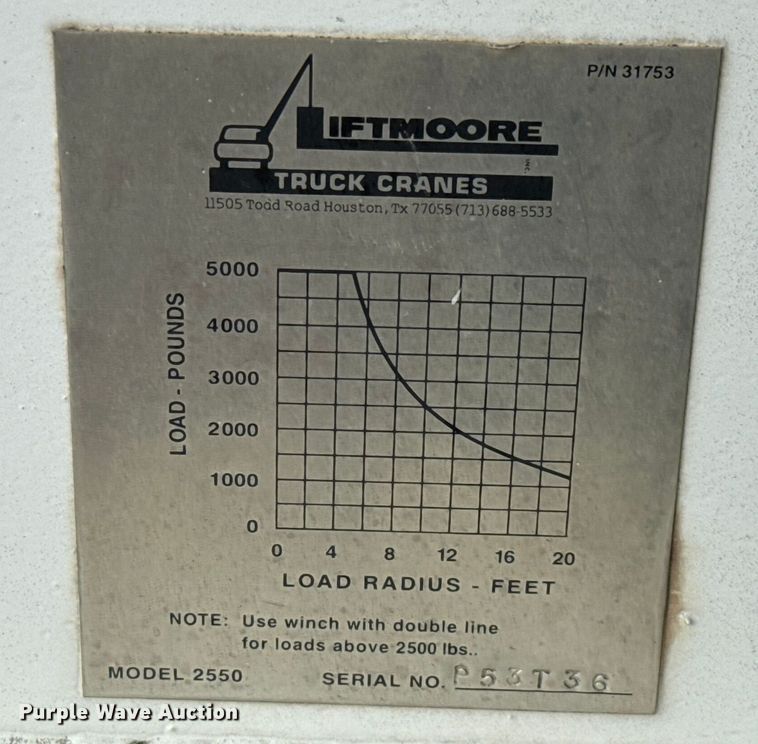 P/N 31753
LIFTMOORE INC.
TRUCK CRANES
11505 Todd Road Houston, Tx 77055 (713) 688-5533
5000
4000
3000
2000
1000
0
LOAD - POUNDS
0 4 8 12 16 20
LOAD RADIUS - FEET
NOTE: Use winch with double line
for loads above 2500 lbs..
MODEL 2550 SERIAL NO. P53T36
Purple Wave Auction